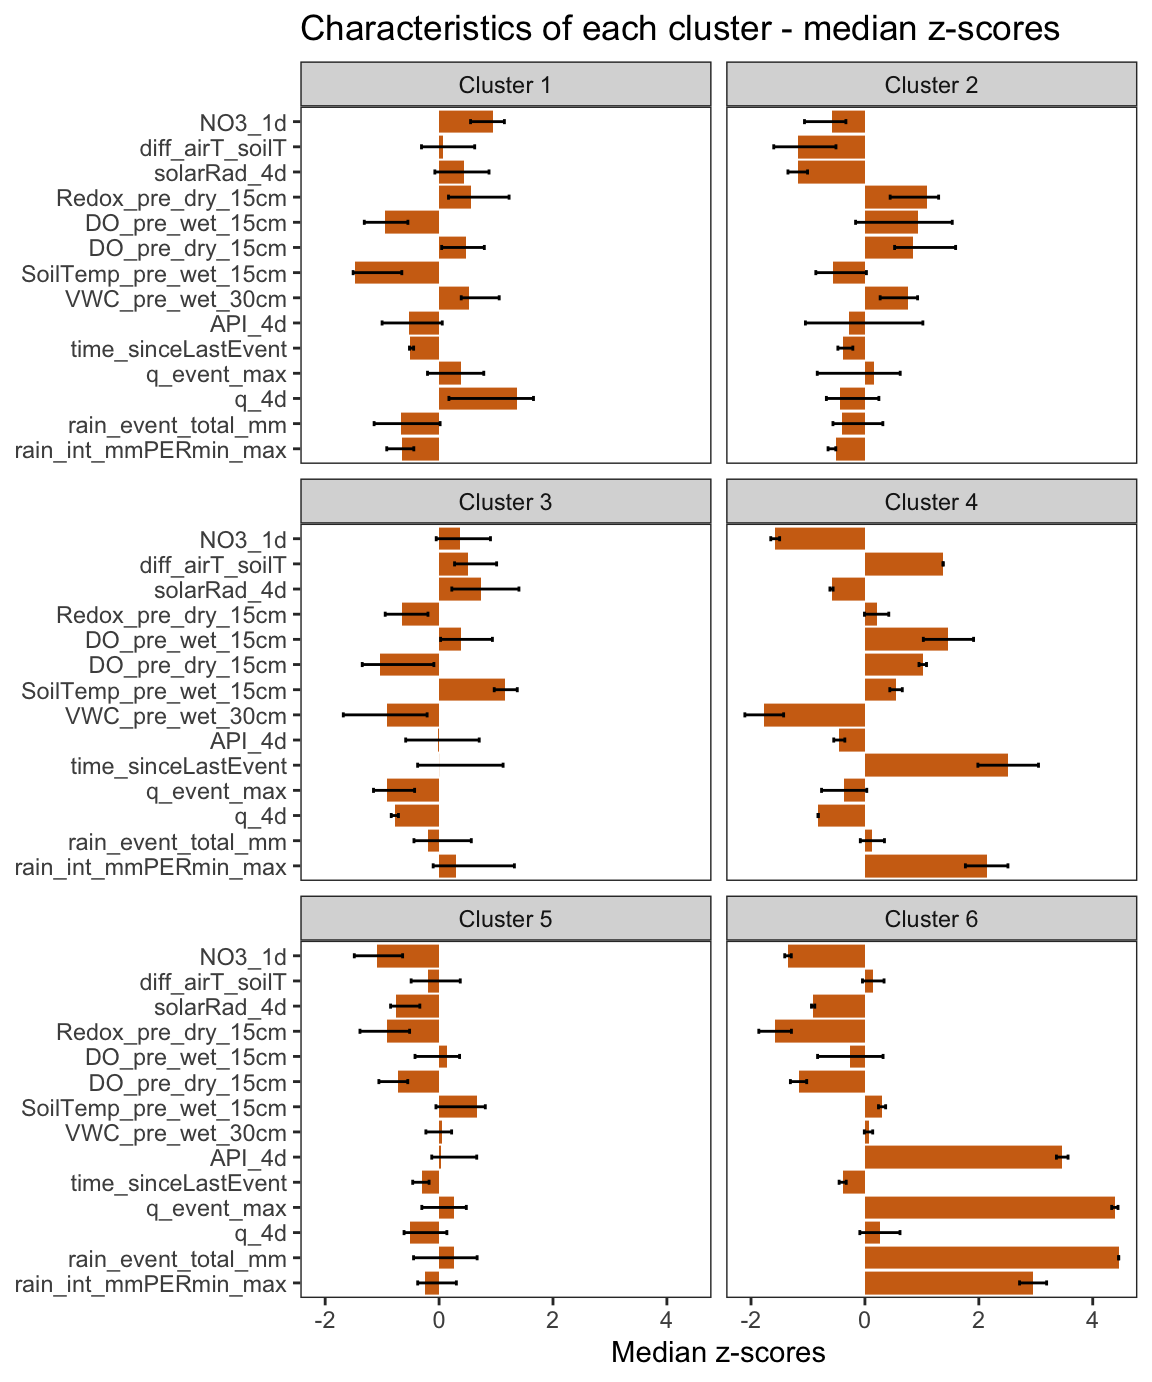 Characteristics of each cluster - median z-scores
Cluster 1
Cluster 2
NO3_1d
diff_airT_soilT
solarRad_4d
Redox_pre_dry_15cm
DO_pre_wet_15cm
DO_pre_dry_15cm
SoilTemp_pre_wet_15cm
VWC_pre_wet_30cm
API_4d
time_sinceLastEvent
q_event_max
q_4d
rain_event_total_mm
rain_int_mmPERmin_max
Cluster 3
Cluster 4
NO3_1d
diff_airT_soilT
solarRad_4d
Redox_pre_dry_15cm
DO_pre_wet_15cm
DO_pre_dry_15cm
SoilTemp_pre_wet_15cm
VWC_pre_wet_30cm
API_4d
time_sinceLastEvent
q_event_max
q_4d
rain_event_total_mm
rain_int_mmPERmin_max
Cluster 5
Cluster 6
NO3_1d
diff_airT_soilT
solarRad_4d
Redox_pre_dry_15cm
DO_pre_wet_15cm
DO_pre_dry_15cm
SoilTemp_pre_wet_15cm
VWC_pre_wet_30cm
API_4d
time_sinceLastEvent
q_event_max
q_4d
rain_event_total_mm
rain_int_mmPERmin_max
-2 0 2 4
-2 0 2 4
Median z-scores